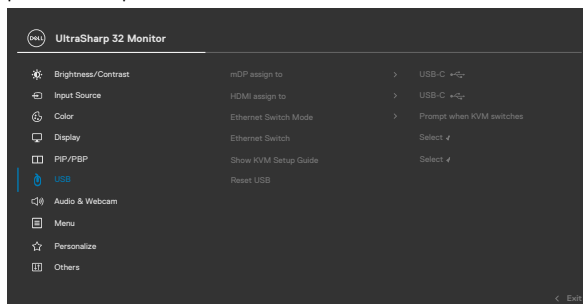 DELL UltraSharp 32 Monitor
Brightness/Contrast mDP assign to > USB-C
Input Source HDMI assign to > USB-C
Color Ethernet Switch Mode > Prompt when KVM switches
Display Ethernet Switch Select
PIP/PBP Show KVM Setup Guide Select
USB Reset USB
Audio & Webcam
Menu
Personalize
Others
< Exit